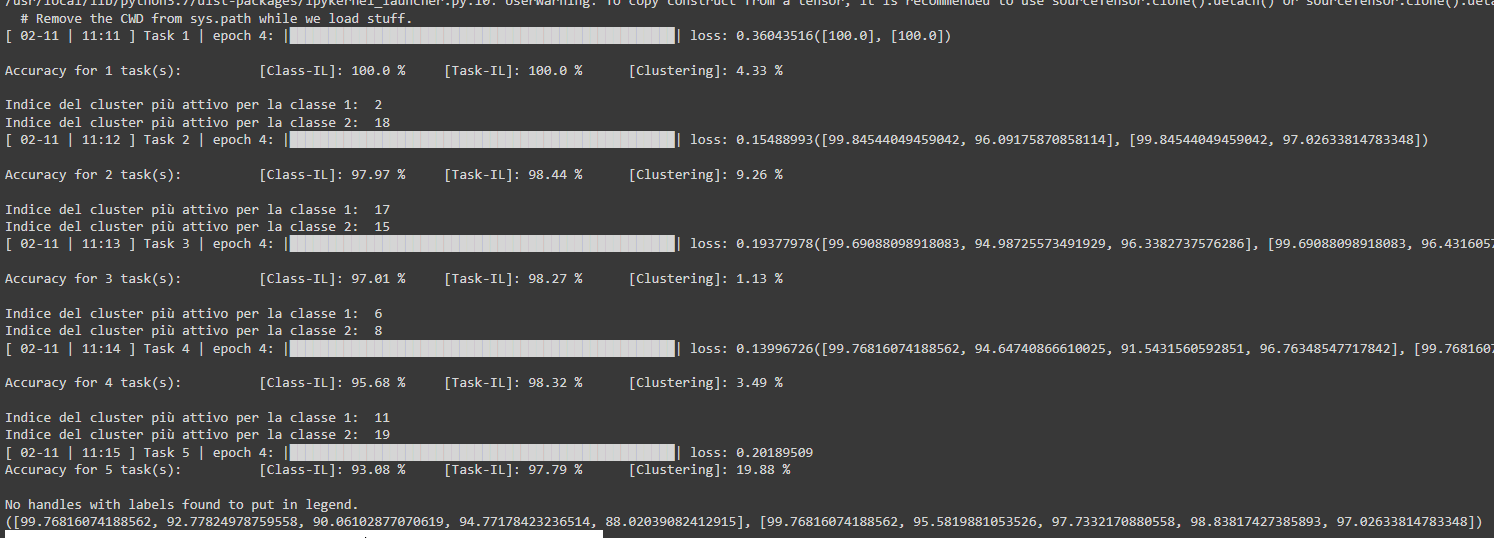 /usr/local/lib/python3.7/dist-packages/ipykernel_launcher.py:10: UserWarning: To copy construct from a tensor, it is recommended to use sourceTensor.clone().detach() or sourceTensor.clone().deta
# Remove the CWD from sys.path while we load stuff.
[ 02-11 | 11:11 ] Task 1 | epoch 4: |██████████████████████████████████████████████████| loss: 0.36043516([100.0], [100.0])
Accuracy for 1 task(s): [Class-IL]: 100.0 % [Task-IL]: 100.0 % [Clustering]: 4.33 %
Indice del cluster più attivo per la classe 1: 2
Indice del cluster più attivo per la classe 2: 18
[ 02-11 | 11:12 ] Task 2 | epoch 4: |██████████████████████████████████████████████████| loss: 0.15488993([99.84544049459042, 96.09175870858114], [99.84544049459042, 97.02633814783348])
Accuracy for 2 task(s): [Class-IL]: 97.97 % [Task-IL]: 98.44 % [Clustering]: 9.26 %
Indice del cluster più attivo per la classe 1: 17
Indice del cluster più attivo per la classe 2: 15
[ 02-11 | 11:13 ] Task 3 | epoch 4: |██████████████████████████████████████████████████| loss: 0.19377978([99.69088098918083, 94.98725573491929, 96.3382737576286], [99.69088098918083, 96.4316057
Accuracy for 3 task(s): [Class-IL]: 97.01 % [Task-IL]: 98.27 % [Clustering]: 1.13 %
Indice del cluster più attivo per la classe 1: 6
Indice del cluster più attivo per la classe 2: 8
[ 02-11 | 11:14 ] Task 4 | epoch 4: |██████████████████████████████████████████████████| loss: 0.13996726([99.76816074188562, 94.64740866610025, 91.5431560592851, 96.76348547717842], [99.768160741
Accuracy for 4 task(s): [Class-IL]: 95.68 % [Task-IL]: 98.32 % [Clustering]: 3.49 %
Indice del cluster più attivo per la classe 1: 11
Indice del cluster più attivo per la classe 2: 19
[ 02-11 | 11:15 ] Task 5 | epoch 4: |██████████████████████████████████████████████████| loss: 0.20189509
Accuracy for 5 task(s): [Class-IL]: 93.08 % [Task-IL]: 97.79 % [Clustering]: 19.88 %
No handles with labels found to put in legend.
([99.76816074188562, 92.77824978759558, 90.06102877070619, 94.77178423236514, 88.02039082412915], [99.76816074188562, 95.5819881053526, 97.7332170880558, 98.83817427385893, 97.02633814783348])